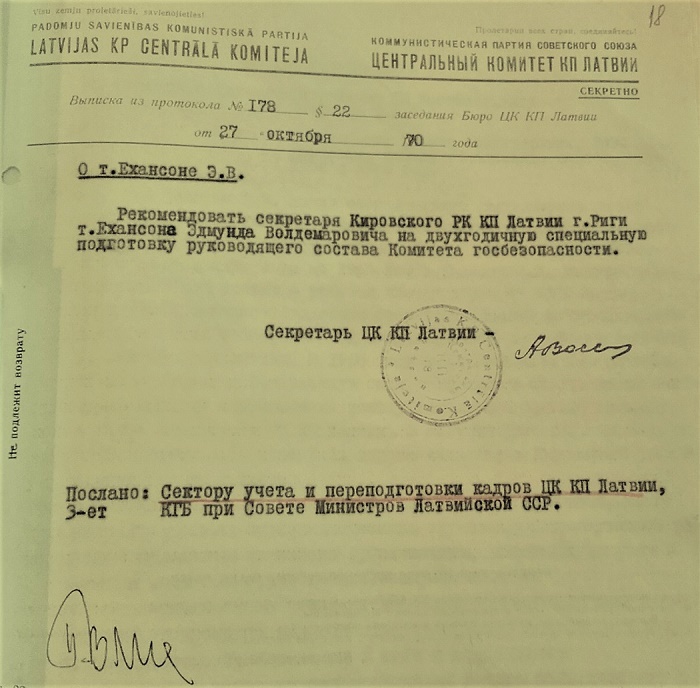 18
Visu zemju proletārieši, savienojieties!
PADOMJU SAVIENĪBAS KOMUNISTISKĀ PARTIJA
LATVIJAS KP CENTRĀLĀ KOMITEJA
Пролетарии всех стран, соединяйтесь!
КОММУНИСТИЧЕСКАЯ ПАРТИЯ СОВЕТСКОГО СОЮЗА
ЦЕНТРАЛЬНЫЙ КОМИТЕТ КП ЛАТВИИ
СЕКРЕТНО
Выписка из протокола № 178 § 22 заседания Бюро ЦК КП Латвии
от 27 октября 70 года
О т.Ехансоне Э.В.
Рекомендовать секретаря Кировского РК КП Латвии г.Риги
т.Ехансона Эдмунда Волдемаровича на двухгодичную специальную
подготовку руководящего состава Комитета госбезопасности.
Секретарь ЦК КП Латвии -
Не подлежит возврату
Послано: Сектору учета и переподготовки кадров ЦК КП Латвии,
3-ет КГБ при Совете Министров Латвийской ССР.